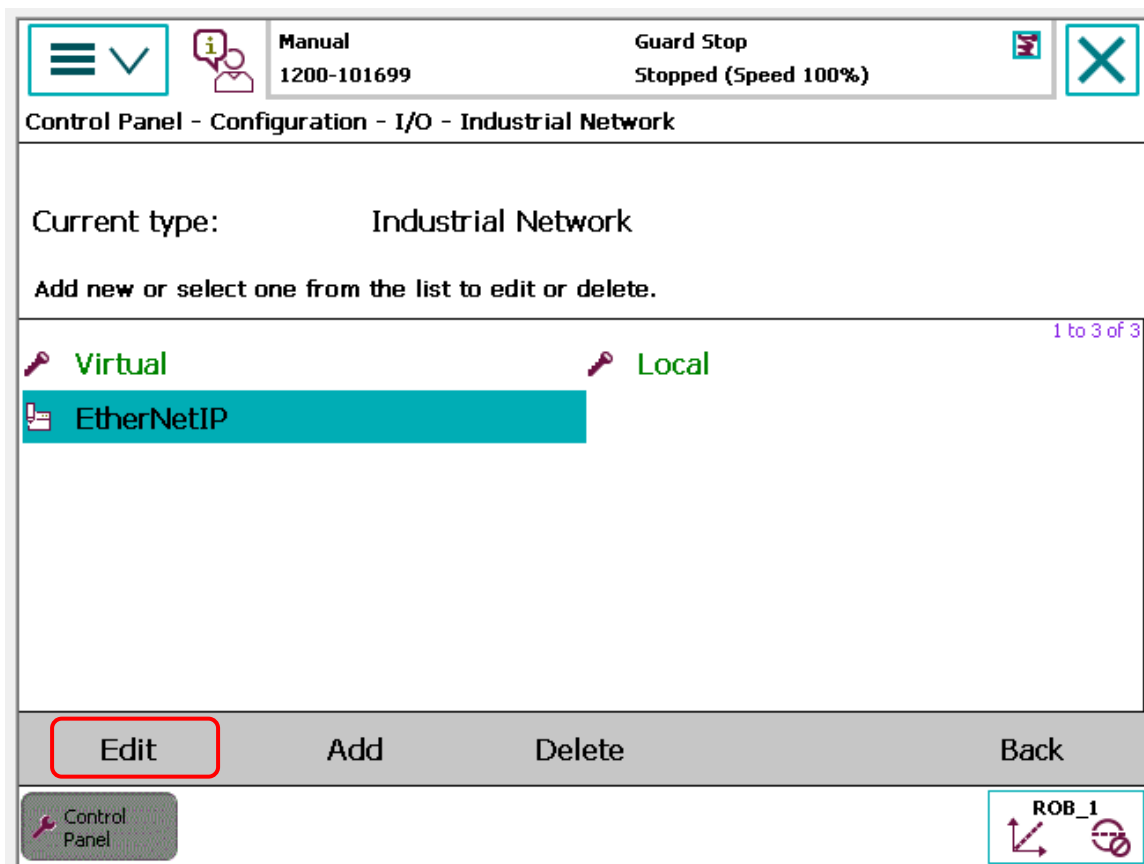 Manual
1200-101699
Guard Stop
Stopped (Speed 100%)
Control Panel - Configuration - I/O - Industrial Network
Current type: Industrial Network
Add new or select one from the list to edit or delete.
1 to 3 of 3
Virtual Local
EtherNetIP
Edit Add Delete Back
Control
Panel
ROB_1